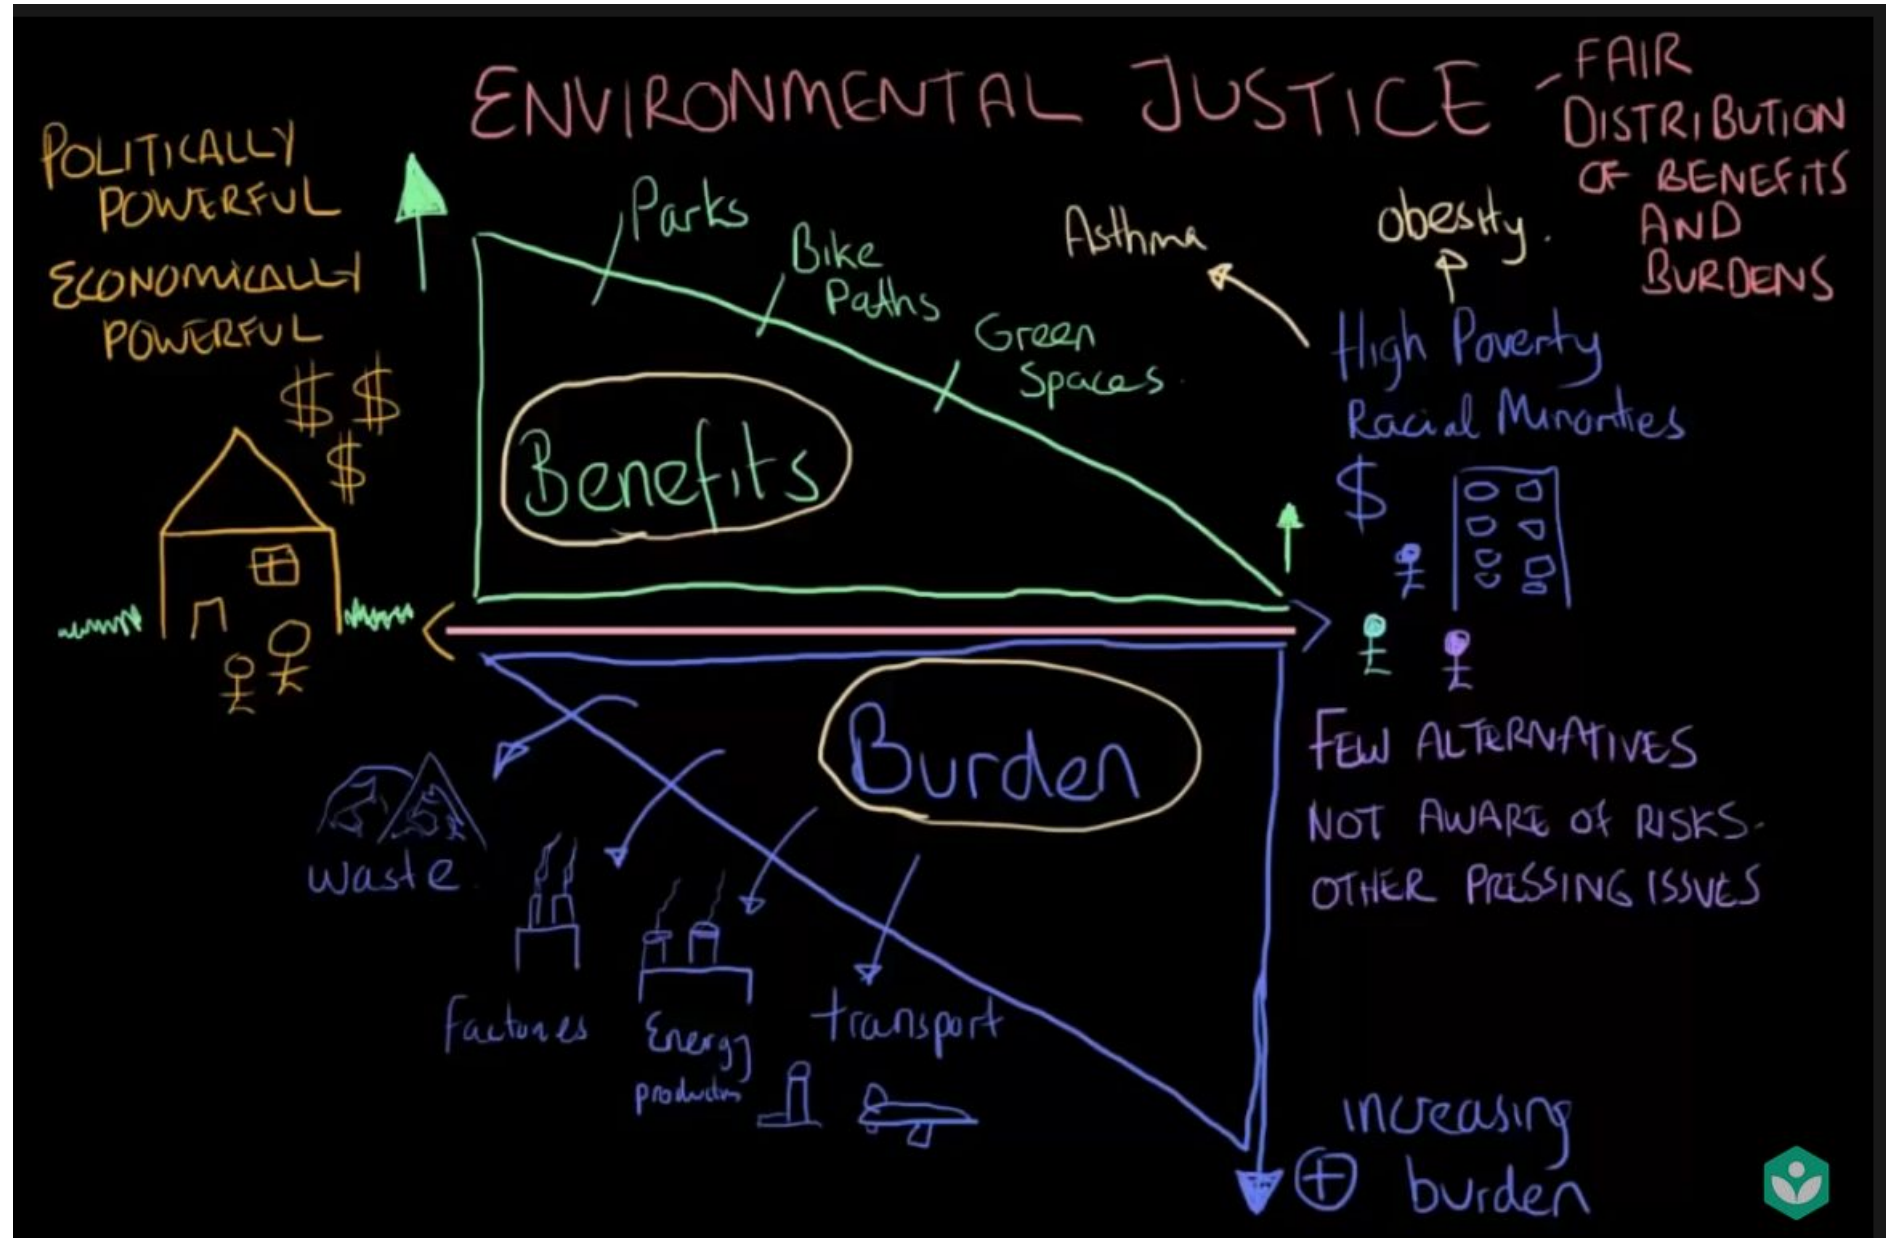 ENVIRONMENTAL JUSTICE - FAIR
DISTRIBUTION
OF BENEFITS
AND
BURDENS
POLITICALLY
POWERFUL
ECONOMICALLY
POWERFUL
$ $
$
Parks
Bike
Paths
Green
Spaces.
Benefits
Asthma
Obesity.
High Poverty
Racial Minorities
$
Burden
FEW ALTERNATIVES
NOT AWARE OF RISKS.
OTHER PRESSING ISSUES
waste.
factories
Energy
production
transport
increasing
+ burden